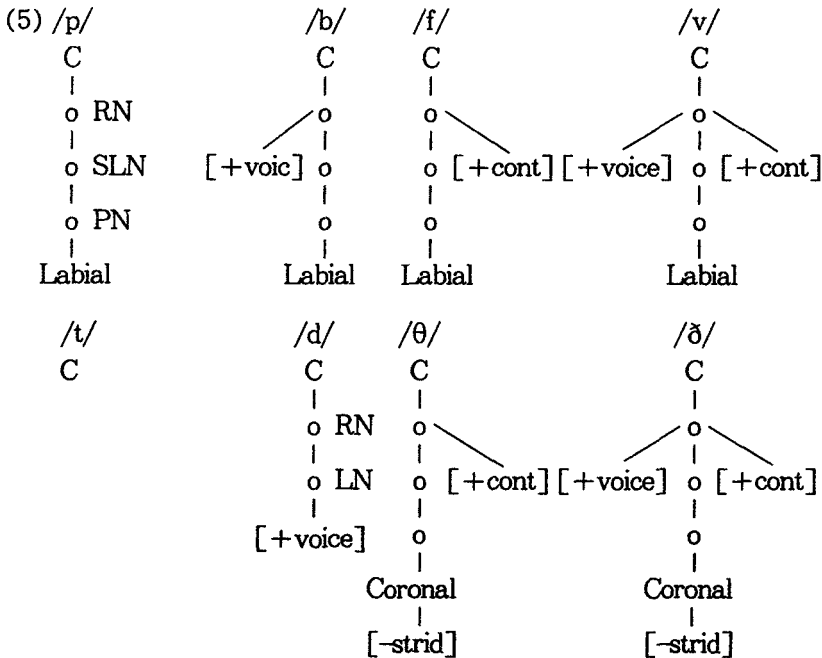 (5) /p/ /b/ /f/ /v/
C C C C
o RN o o o
o SLN [+voic] o o [+cont] [+voice] o [+cont]
o PN o o o
Labial Labial Labial Labial
/t/ /d/ /θ/ /ð/
C C C C
o RN o o
o LN o [+cont] [+voice] o [+cont]
[+voice] o o
Coronal Coronal
[-strid] [-strid]